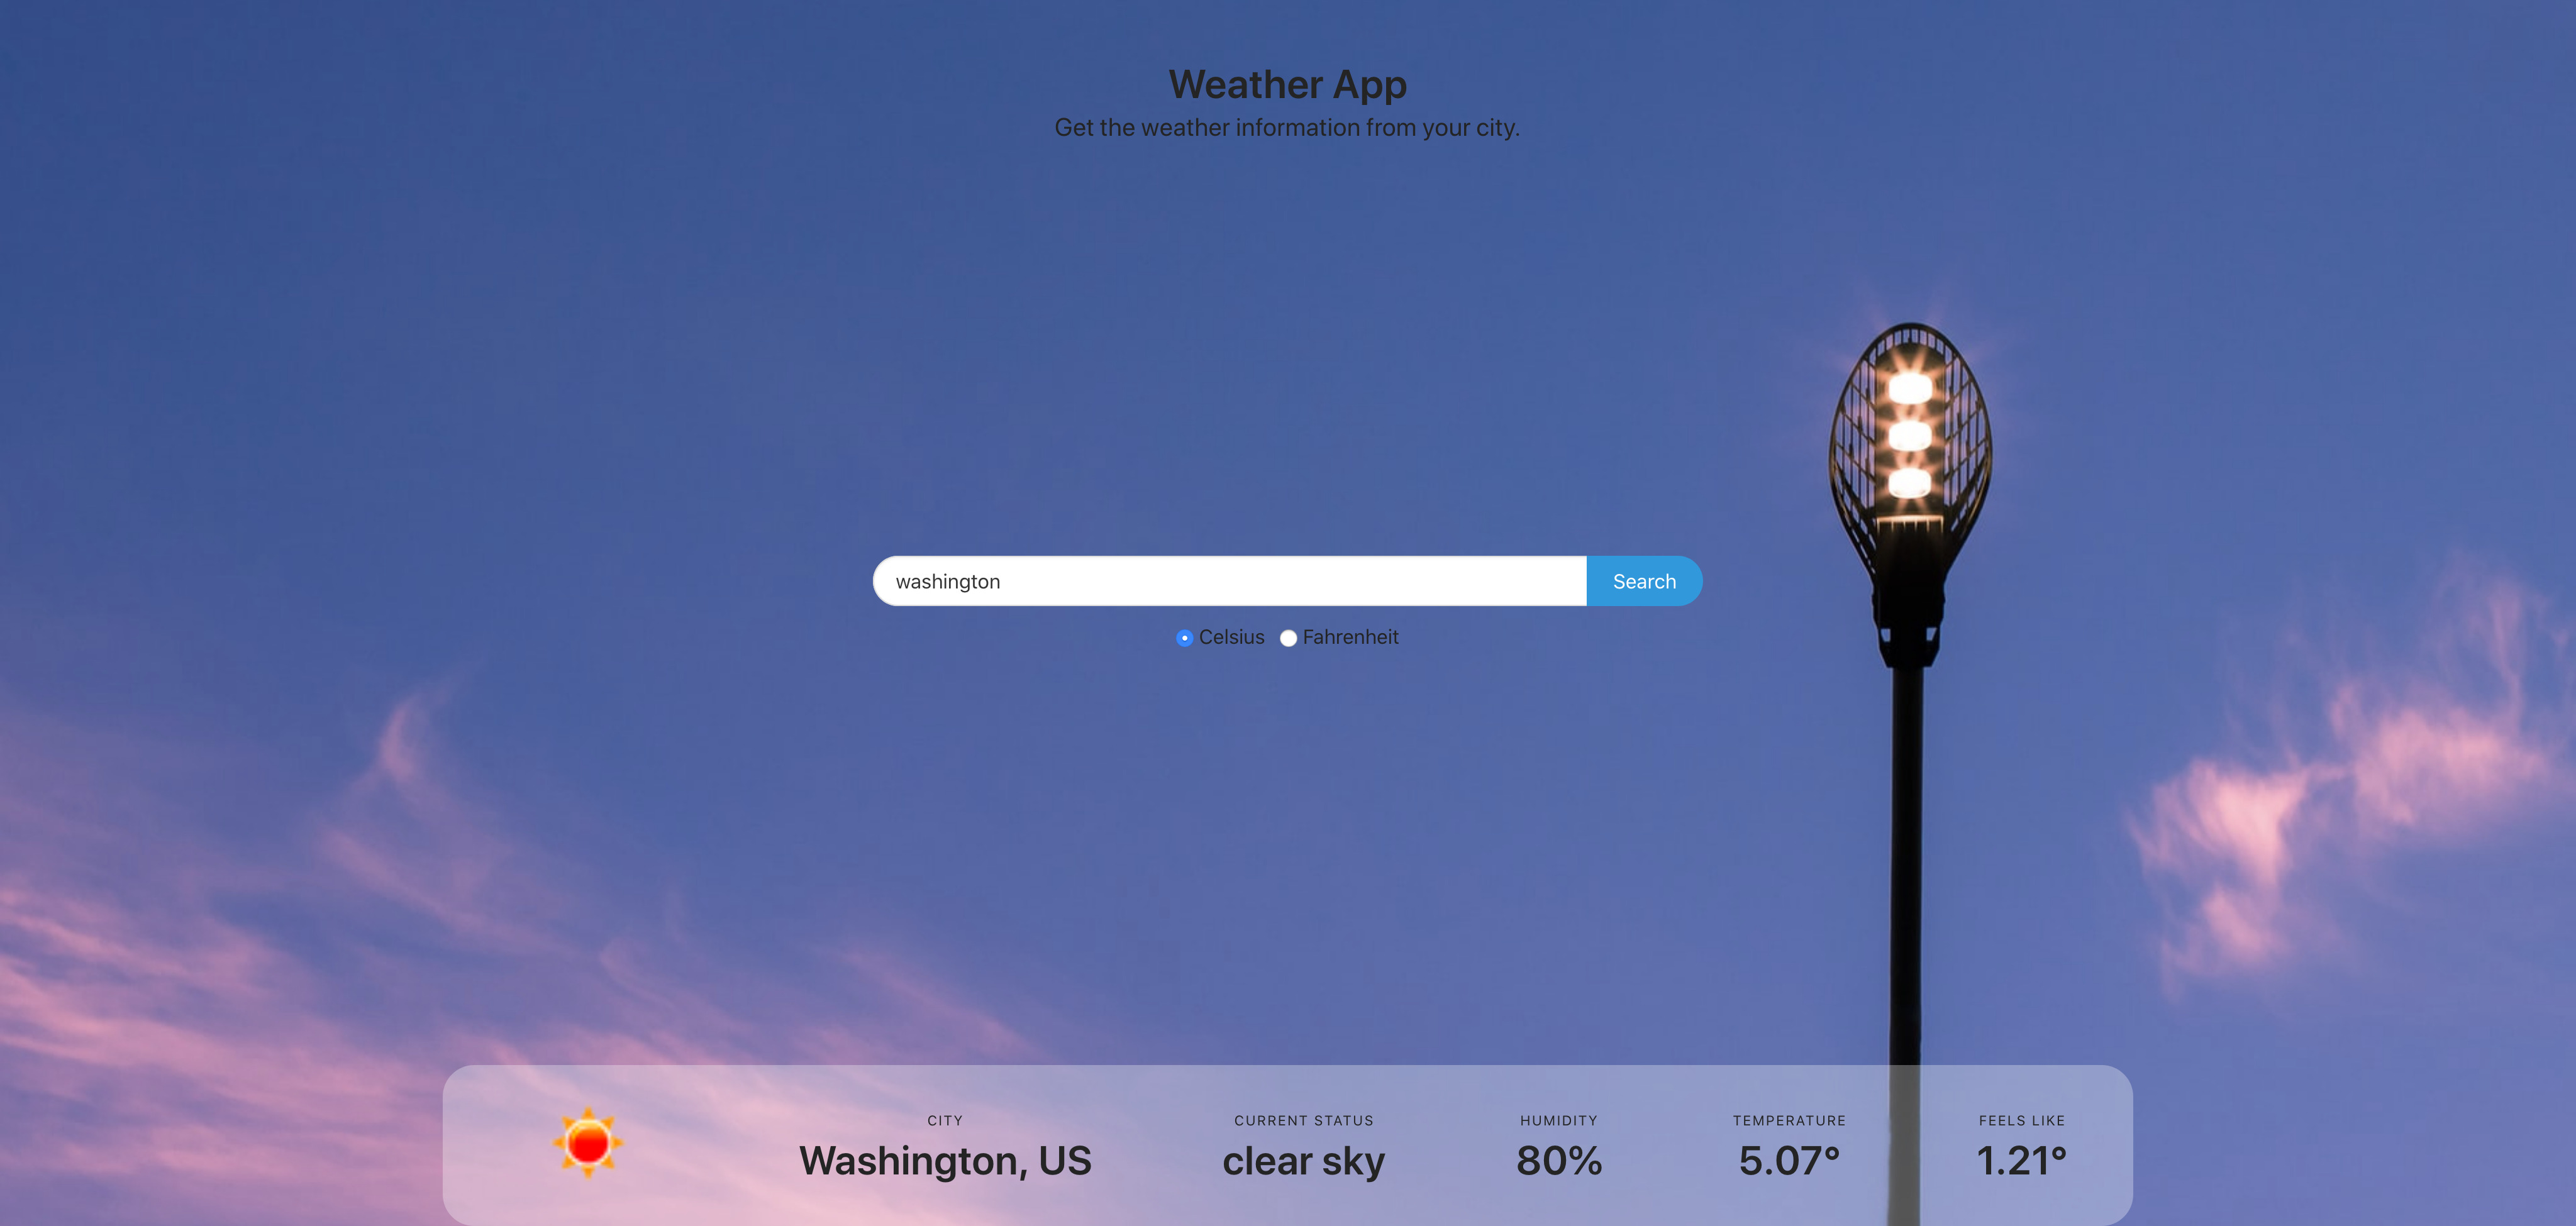 Weather App
Get the weather information from your city.
washington
Search
Celsius Fahrenheit
CITY CURRENT STATUS HUMIDITY TEMPERATURE FEELS LIKE
Washington, US clear sky 80% 5.07° 1.21°